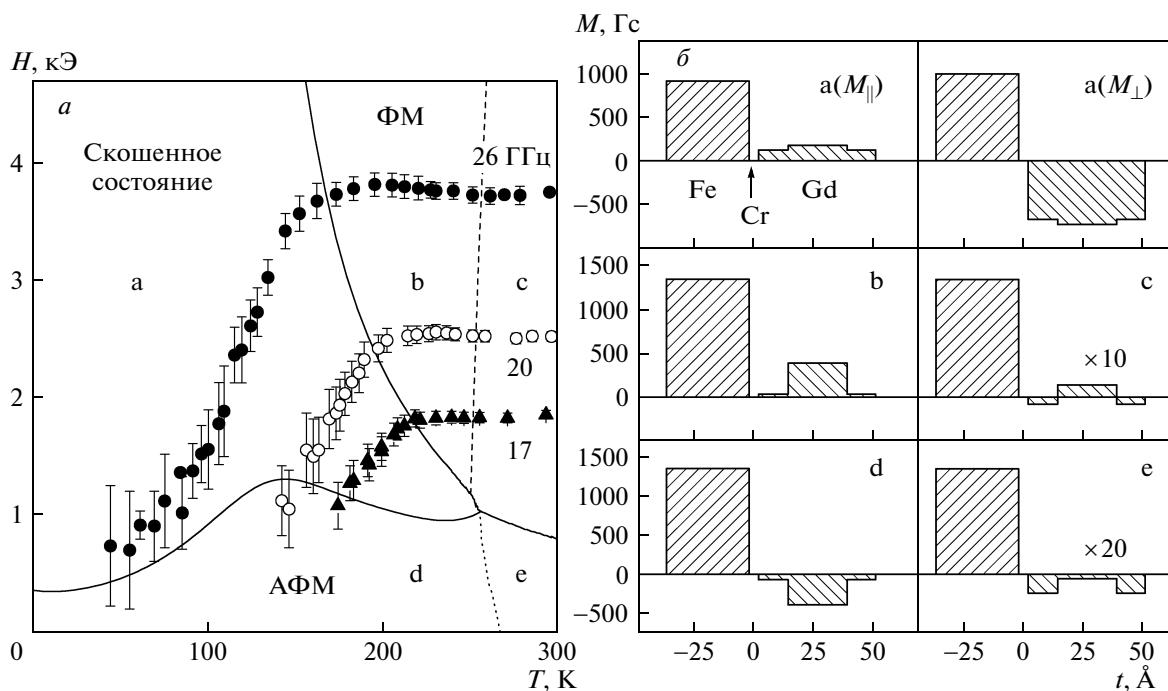 H, кЭ
а
ФМ
Скошенное
состояние
26 ГГц
4
3
2
1
0
a
b
c
20
17
АФМ
d
e
100
200
300
T, K
M, Гс
б
1000
500
0
−500
a(M||)
Fe
Cr
Gd
a(M⊥)
1500
1000
500
0
b
c
×10
1500
1000
500
0
−500
d
e
×20
−25
0
25
50
−25
0
25
50
t, Å